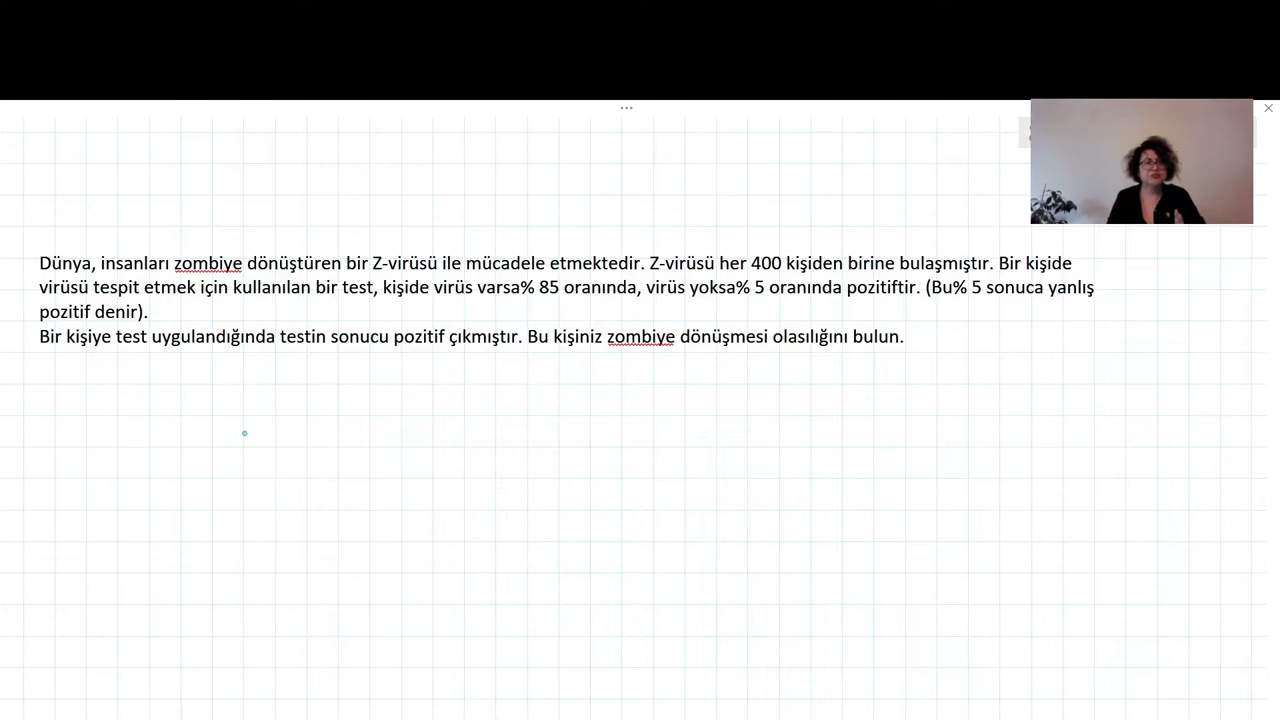 Dünya, insanları zombiye dönüştüren bir Z-virüsü ile mücadele etmektedir. Z-virüsü her 400 kişiden birine bulaşmıştır. Bir kişide
virüsü tespit etmek için kullanılan bir test, kişide virüs varsa% 85 oranında, virüs yoksa% 5 oranında pozitiftir. (Bu% 5 sonuca yanlış
pozitif denir).
Bir kişiye test uygulandığında testin sonucu pozitif çıkmıştır. Bu kişiniz zombiye dönüşmesi olasılığını bulun.